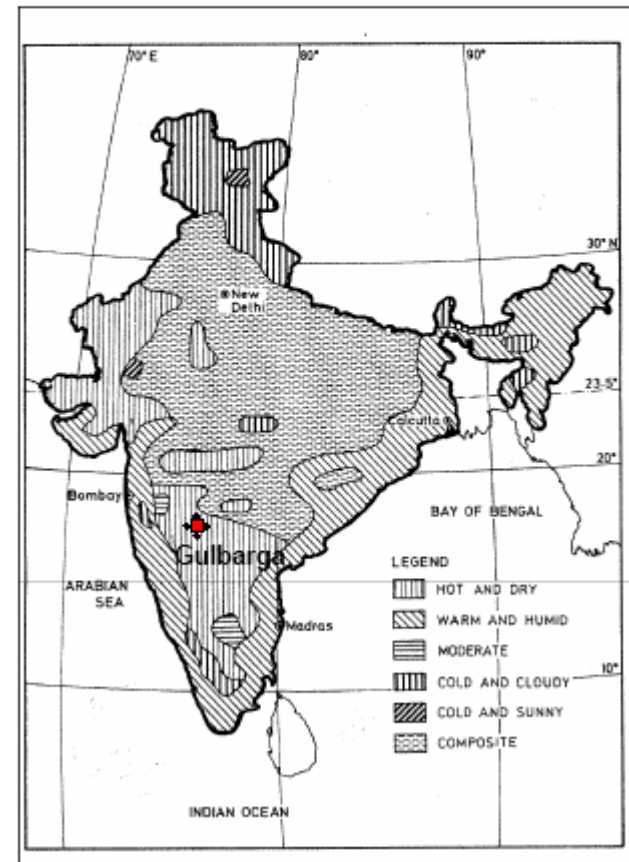 70° E
80°
90°
30° N
New
Delhi
23·5°
Calcutta
20°
Bombay
BAY OF BENGAL
Gulbarga
LEGEND
HOT AND DRY
ARABIAN
SEA
WARM AND HUMID
Madras
MODERATE
10°
COLD AND CLOUDY
COLD AND SUNNY
COMPOSITE
INDIAN OCEAN